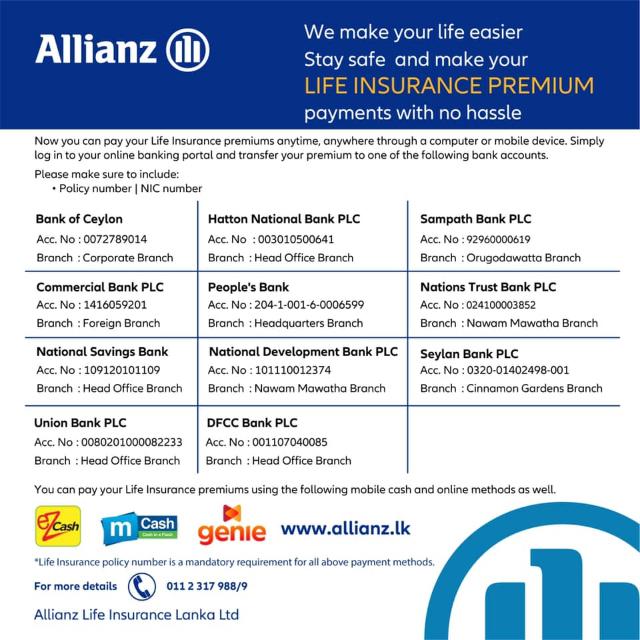 Allianz
We make your life easier
Stay safe and make your
LIFE INSURANCE PREMIUM
payments with no hassle
Now you can pay your Life Insurance premiums anytime, anywhere through a computer or mobile device. Simply
log in to your online banking portal and transfer your premium to one of the following bank accounts.
Please make sure to include:
• Policy number | NIC number
Bank of Ceylon
Acc. No : 0072789014
Branch : Corporate Branch
Hatton National Bank PLC
Acc. No : 003010500641
Branch : Head Office Branch
Sampath Bank PLC
Acc. No : 92960000619
Branch : Orugodawatta Branch
Commercial Bank PLC
Acc. No : 1416059201
Branch : Foreign Branch
People's Bank
Acc. No : 204-1-001-6-0006599
Branch : Headquarters Branch
Nations Trust Bank PLC
Acc. No : 024100003852
Branch : Nawam Mawatha Branch
National Savings Bank
Acc. No : 109120101109
Branch : Head Office Branch
National Development Bank PLC
Acc. No : 101110012374
Branch : Nawam Mawatha Branch
Seylan Bank PLC
Acc. No : 0320-01402498-001
Branch : Cinnamon Gardens Branch
Union Bank PLC
Acc. No : 0080201000082233
Branch : Head Office Branch
DFCC Bank PLC
Acc. No : 001107040085
Branch : Head Office Branch
You can pay your Life Insurance premiums using the following mobile cash and online methods as well.
eZ Cash
m Cash
Cash in a Flash
genie
www.allianz.lk
*Life Insurance policy number is a mandatory requirement for all above payment methods.
For more details 011 2 317 988/9
Allianz Life Insurance Lanka Ltd